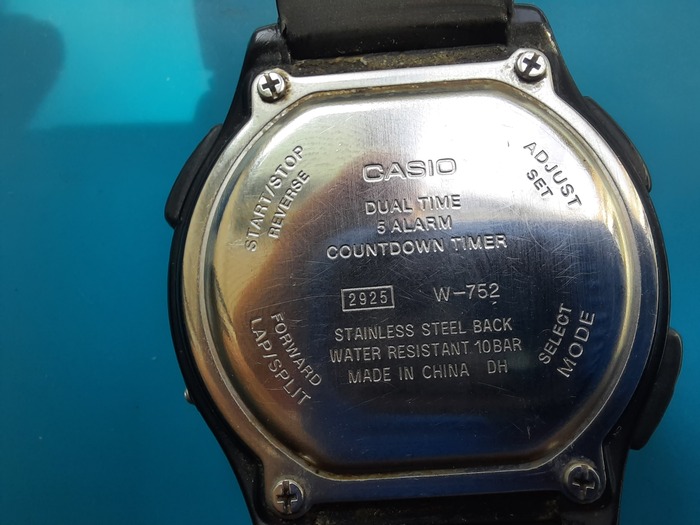 CASIO
DUAL TIME
5 ALARM
COUNTDOWN TIMER
2925 W-752
STAINLESS STEEL BACK
WATER RESISTANT 10BAR
MADE IN CHINA DH
START/STOP
REVERSE
ADJUST
SET
FORWARD
LAP/SPLIT
SELECT
MODE